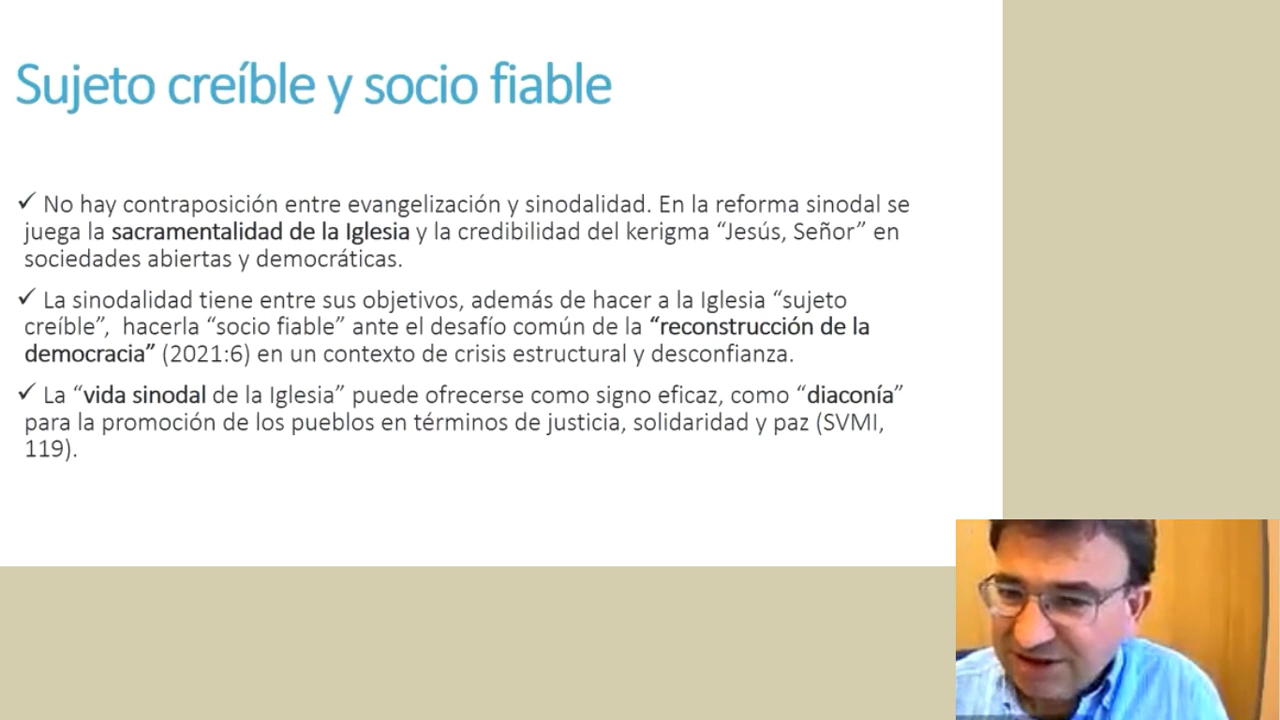 Sujeto creíble y socio fiable
✓ No hay contraposición entre evangelización y sinodalidad. En la reforma sinodal se
juega la sacramentalidad de la Iglesia y la credibilidad del kerigma “Jesús, Señor” en
sociedades abiertas y democráticas.
✓ La sinodalidad tiene entre sus objetivos, además de hacer a la Iglesia “sujeto
creíble”, hacerla “socio fiable” ante el desafío común de la “reconstrucción de la
democracia” (2021:6) en un contexto de crisis estructural y desconfianza.
✓ La “vida sinodal de la Iglesia” puede ofrecerse como signo eficaz, como “diaconía”
para la promoción de los pueblos en términos de justicia, solidaridad y paz (SVMI,
119).